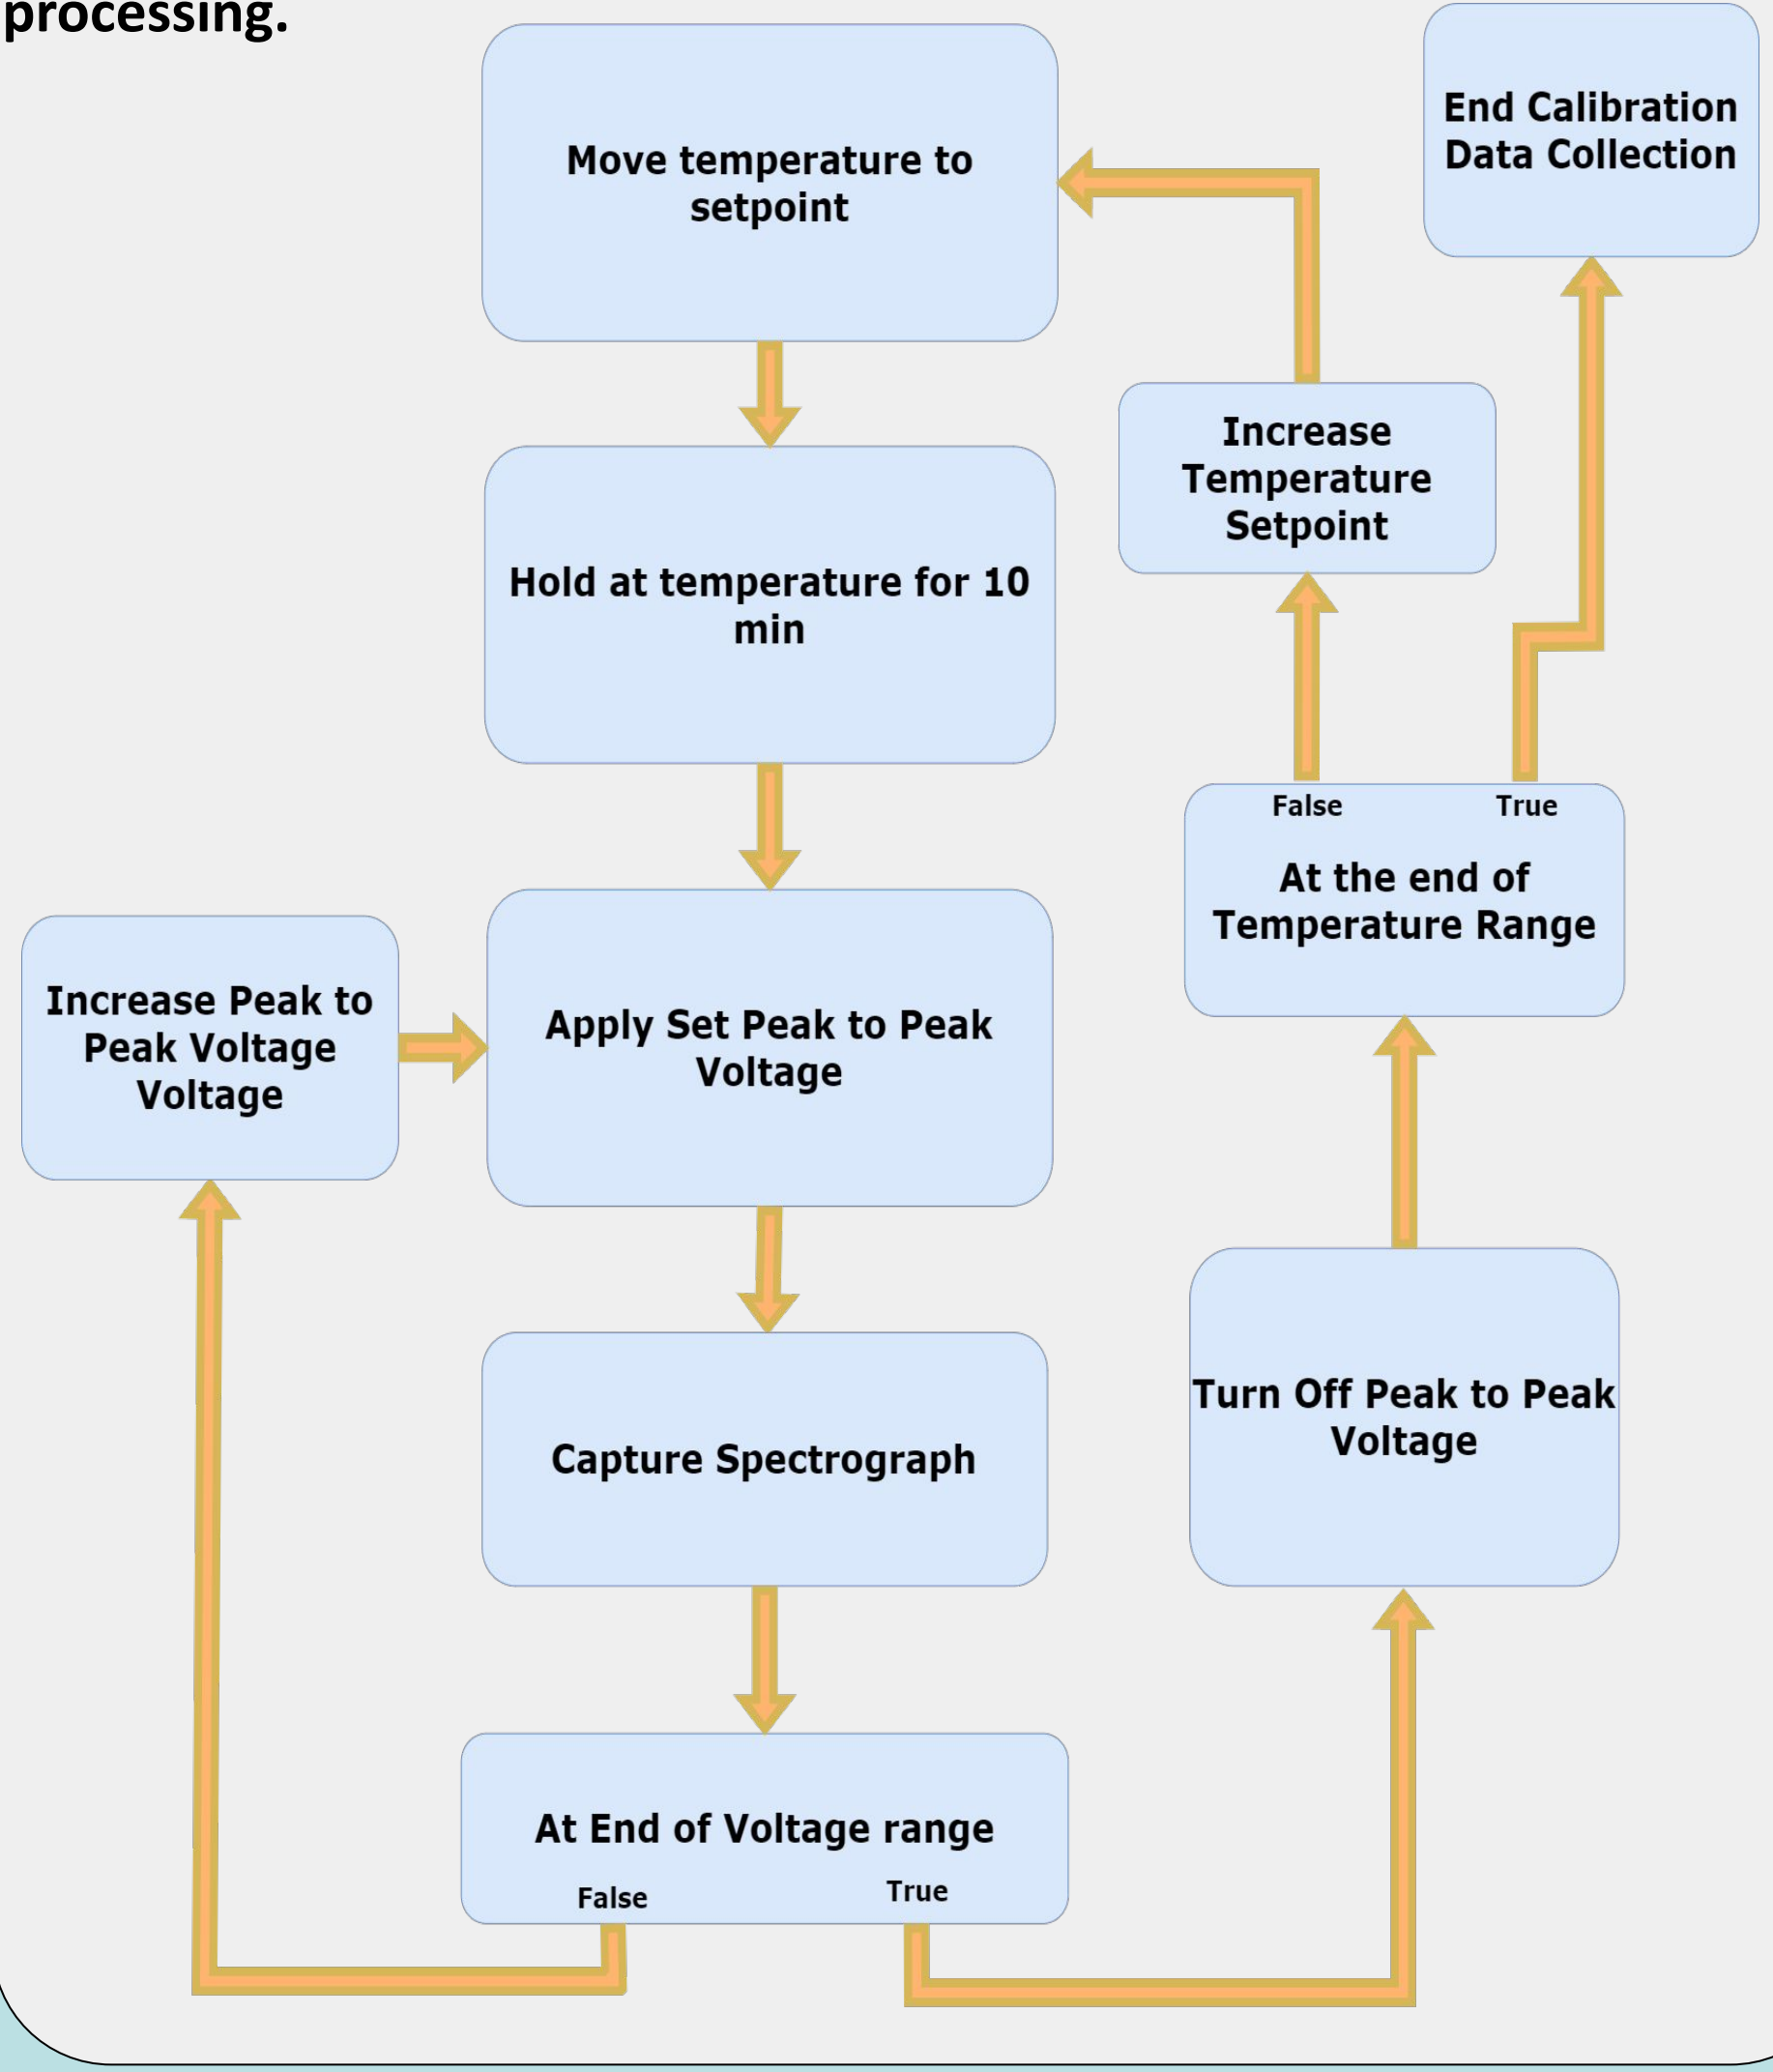 processing.
Move temperature to
setpoint
End Calibration
Data Collection
Increase
Temperature
Setpoint
Hold at temperature for 10
min
False
True
At the end of
Temperature Range
Increase Peak to
Peak Voltage
Voltage
Apply Set Peak to Peak
Voltage
Turn Off Peak to Peak
Voltage
Capture Spectrograph
At End of Voltage range
False
True